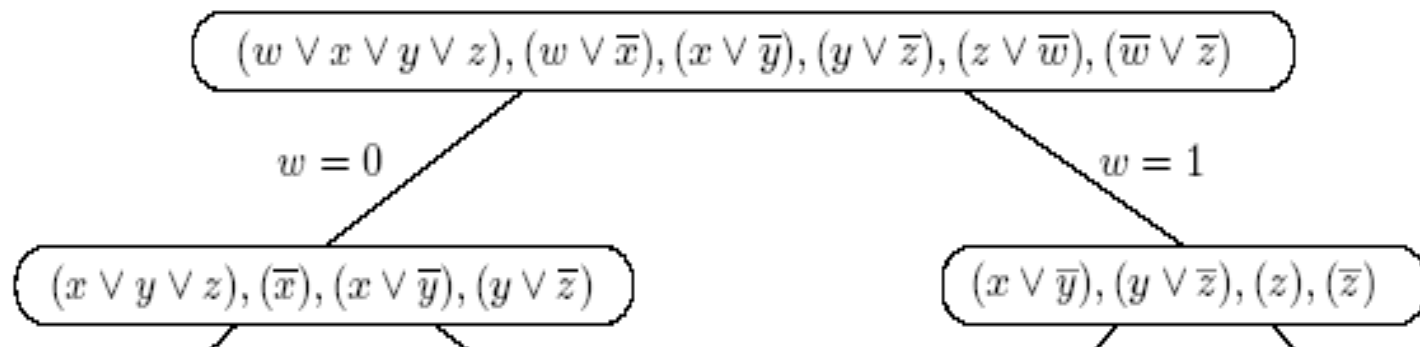 (w ∨ x ∨ y ∨ z), (w ∨ x̅), (x ∨ y̅), (y ∨ z̅), (z ∨ w̅), (w̅ ∨ z̅)
w = 0
w = 1
(x ∨ y ∨ z), (x̅), (x ∨ y̅), (y ∨ z̅)
(x ∨ y̅), (y ∨ z̅), (z), (z̅)